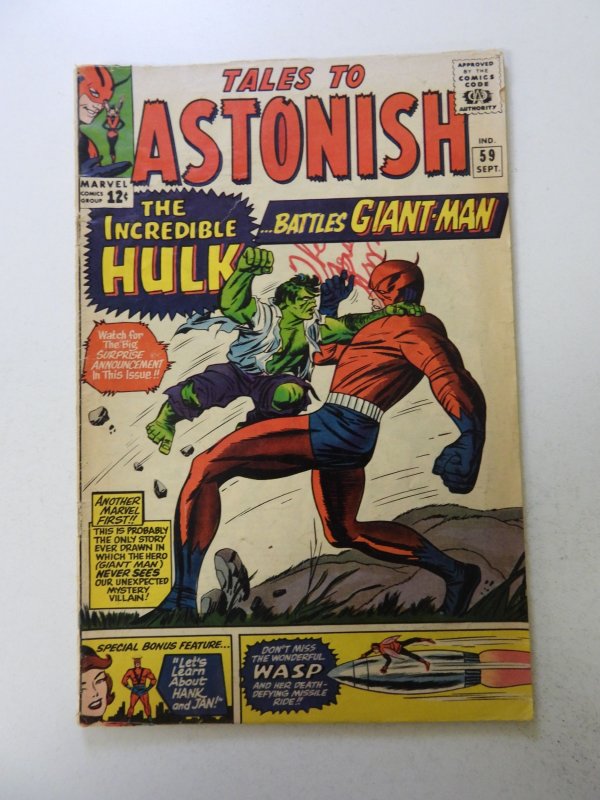 TALES TO
ASTONISH
APPROVED
BY THE
COMICS
CODE
CA
AUTHORITY
IND.
59
SEPT.
MARVEL
COMICS
GROUP
12¢
THE
INCREDIBLE
HULK
...BATTLES GIANT-MAN
Watch for
The Big
SURPRISE
ANNOUNCEMENT
In This Issue!!
ANOTHER
MARVEL
FIRST!!
THIS IS PROBABLY
THE ONLY STORY
EVER DRAWN IN
WHICH THE HERO
(GIANT MAN)
NEVER SEES
OUR UNEXPECTED
MYSTERY
VILLAIN!
SPECIAL BONUS FEATURE...
"Let's
Learn
About
HANK
and JAN!"
DON'T MISS
THE WONDERFUL
WASP
AND HER DEATH-
DEFYING MISSILE
RIDE!!